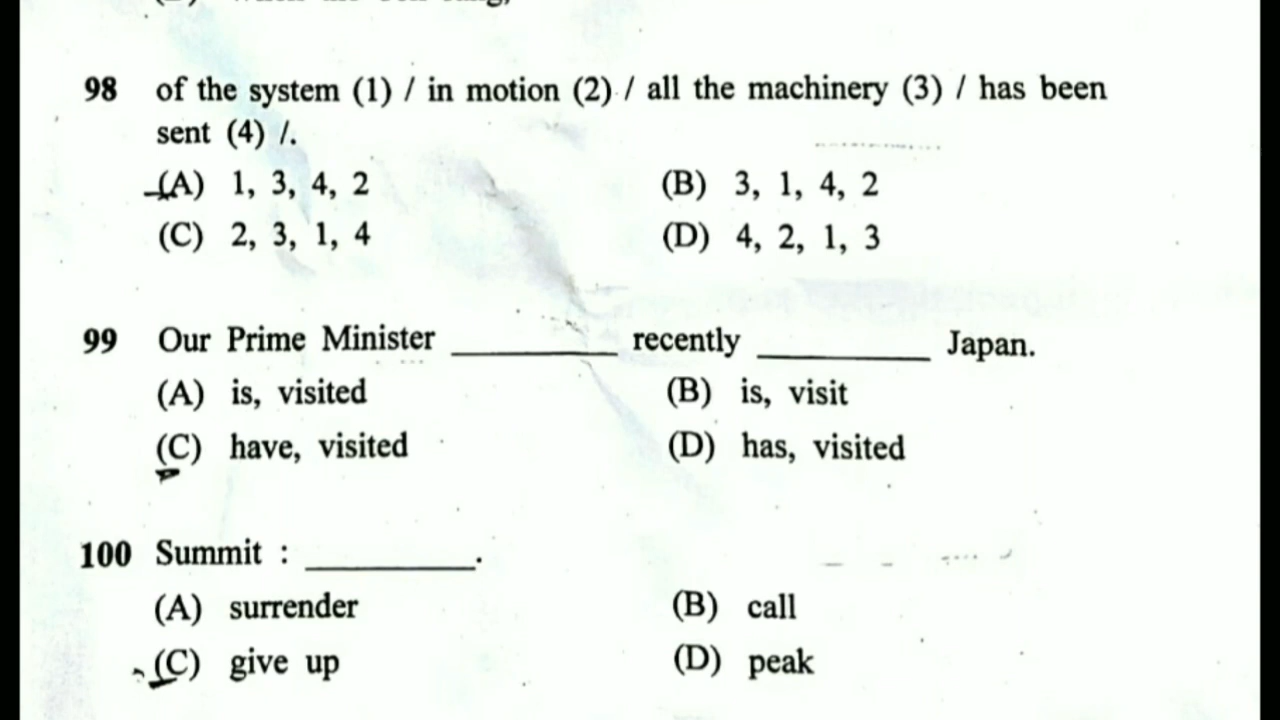 98 of the system (1) / in motion (2) / all the machinery (3) / has been
sent (4) /.
(A) 1, 3, 4, 2 (B) 3, 1, 4, 2
(C) 2, 3, 1, 4 (D) 4, 2, 1, 3
99 Our Prime Minister __________ recently __________ Japan.
(A) is, visited (B) is, visit
(C) have, visited (D) has, visited
100 Summit : __________.
(A) surrender (B) call
(C) give up (D) peak